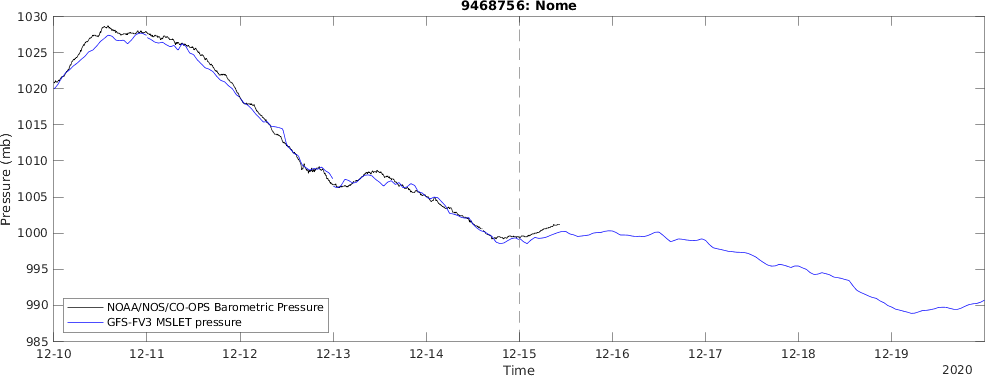 9468756: Nome
1030
1025
1020
1015
1010
1005
1000
995
990
985
Pressure (mb)
NOAA/NOS/CO-OPS Barometric Pressure
GFS-FV3 MSLET pressure
12-10 12-11 12-12 12-13 12-14 12-15 12-16 12-17 12-18 12-19
Time
2020